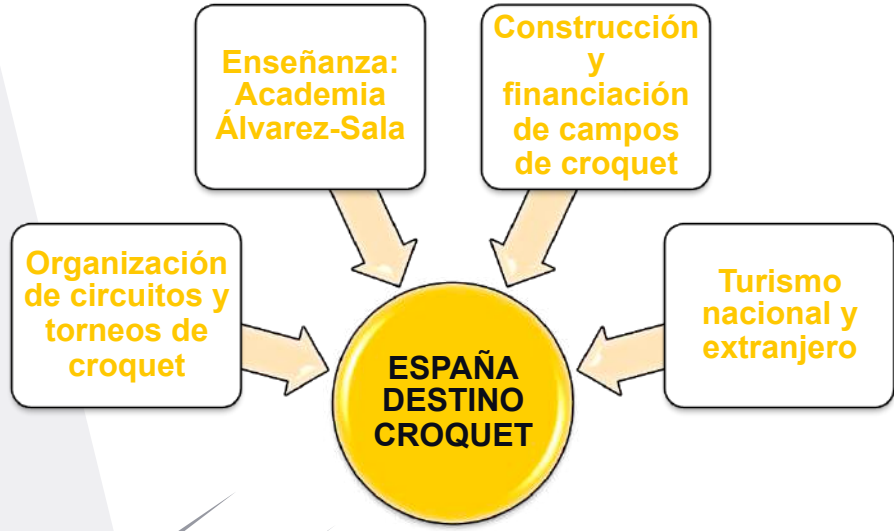 Enseñanza:
Academia
Álvarez-Sala
Construcción
y
financiación
de campos
de croquet
Organización
de circuitos y
torneos de
croquet
Turismo
nacional y
extranjero
ESPAÑA
DESTINO
CROQUET